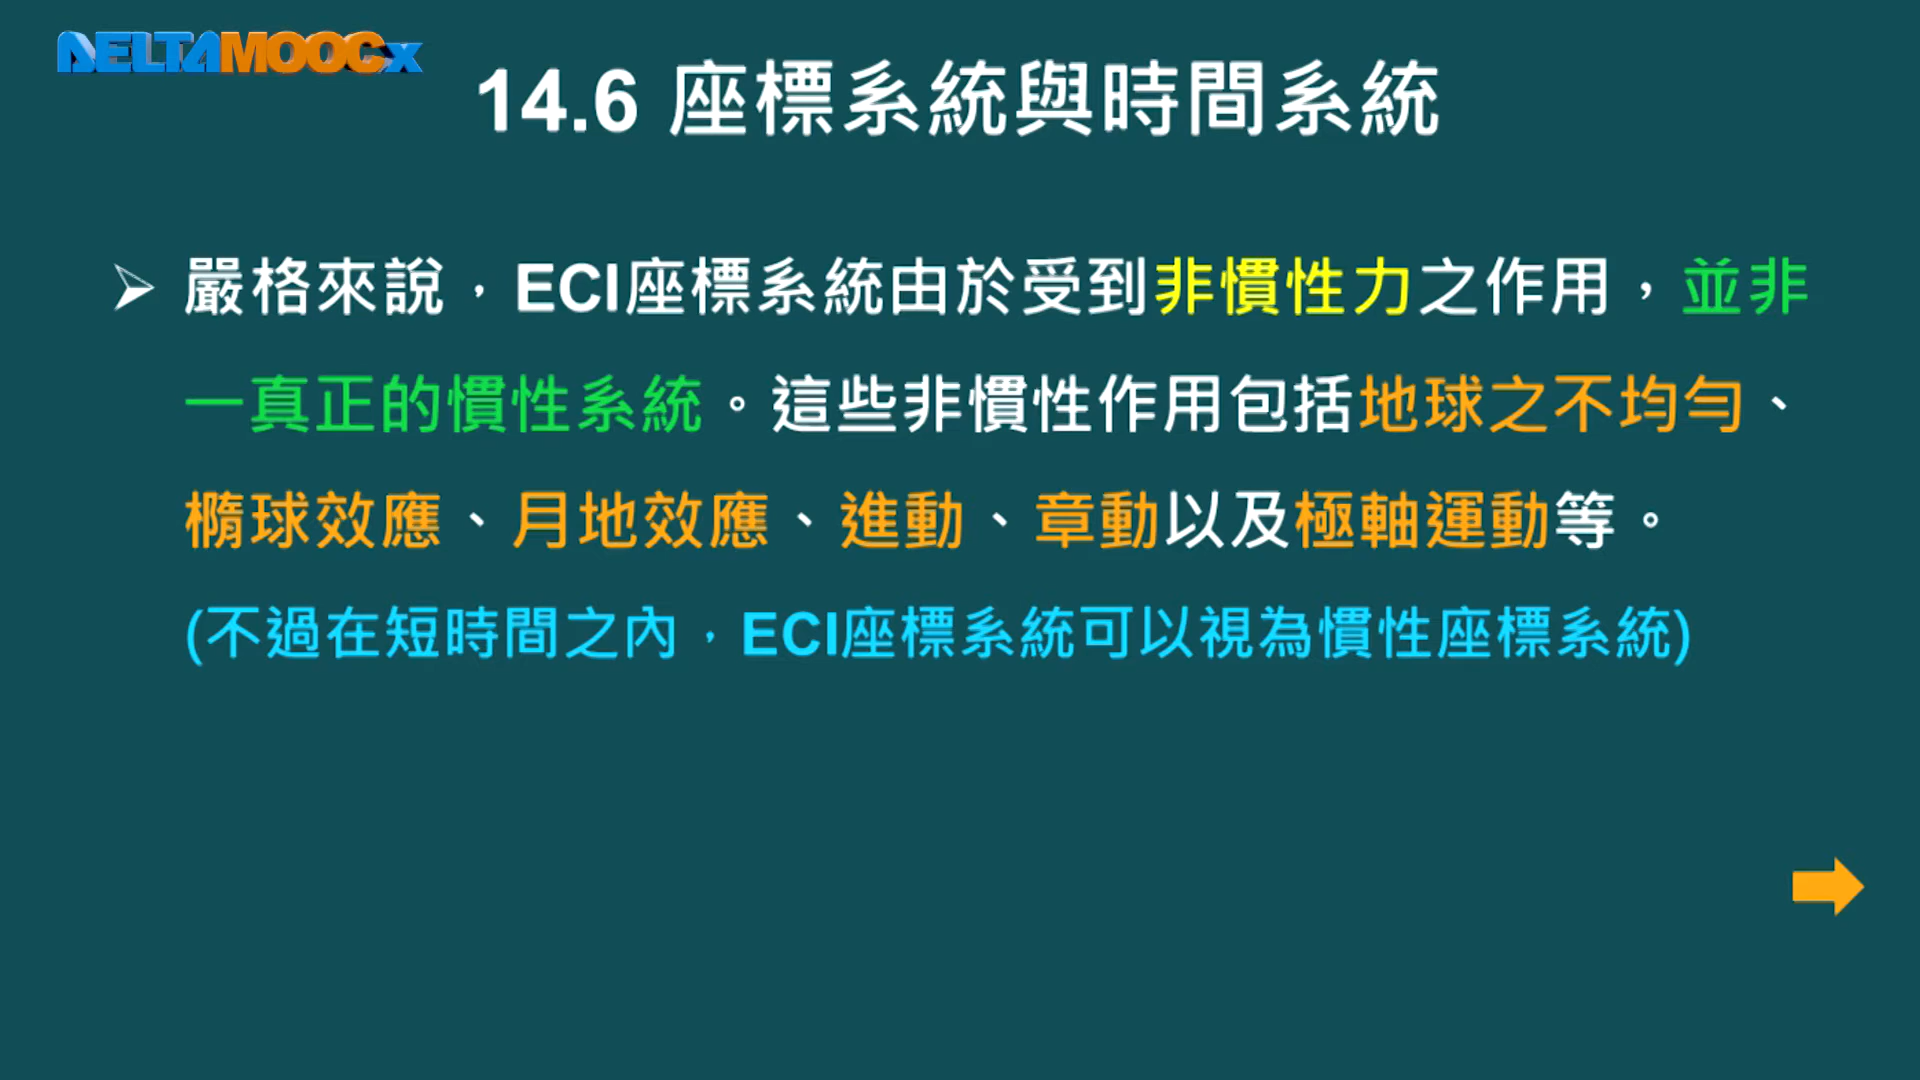 DELTAMOOCx
14.6 座標系統與時間系統
➢ 嚴格來說，ECI座標系統由於受到非慣性力之作用，並非
一真正的慣性系統。這些非慣性作用包括地球之不均勻、
橢球效應、月地效應、進動、章動以及極軸運動等。
(不過在短時間之內，ECI座標系統可以視為慣性座標系統)